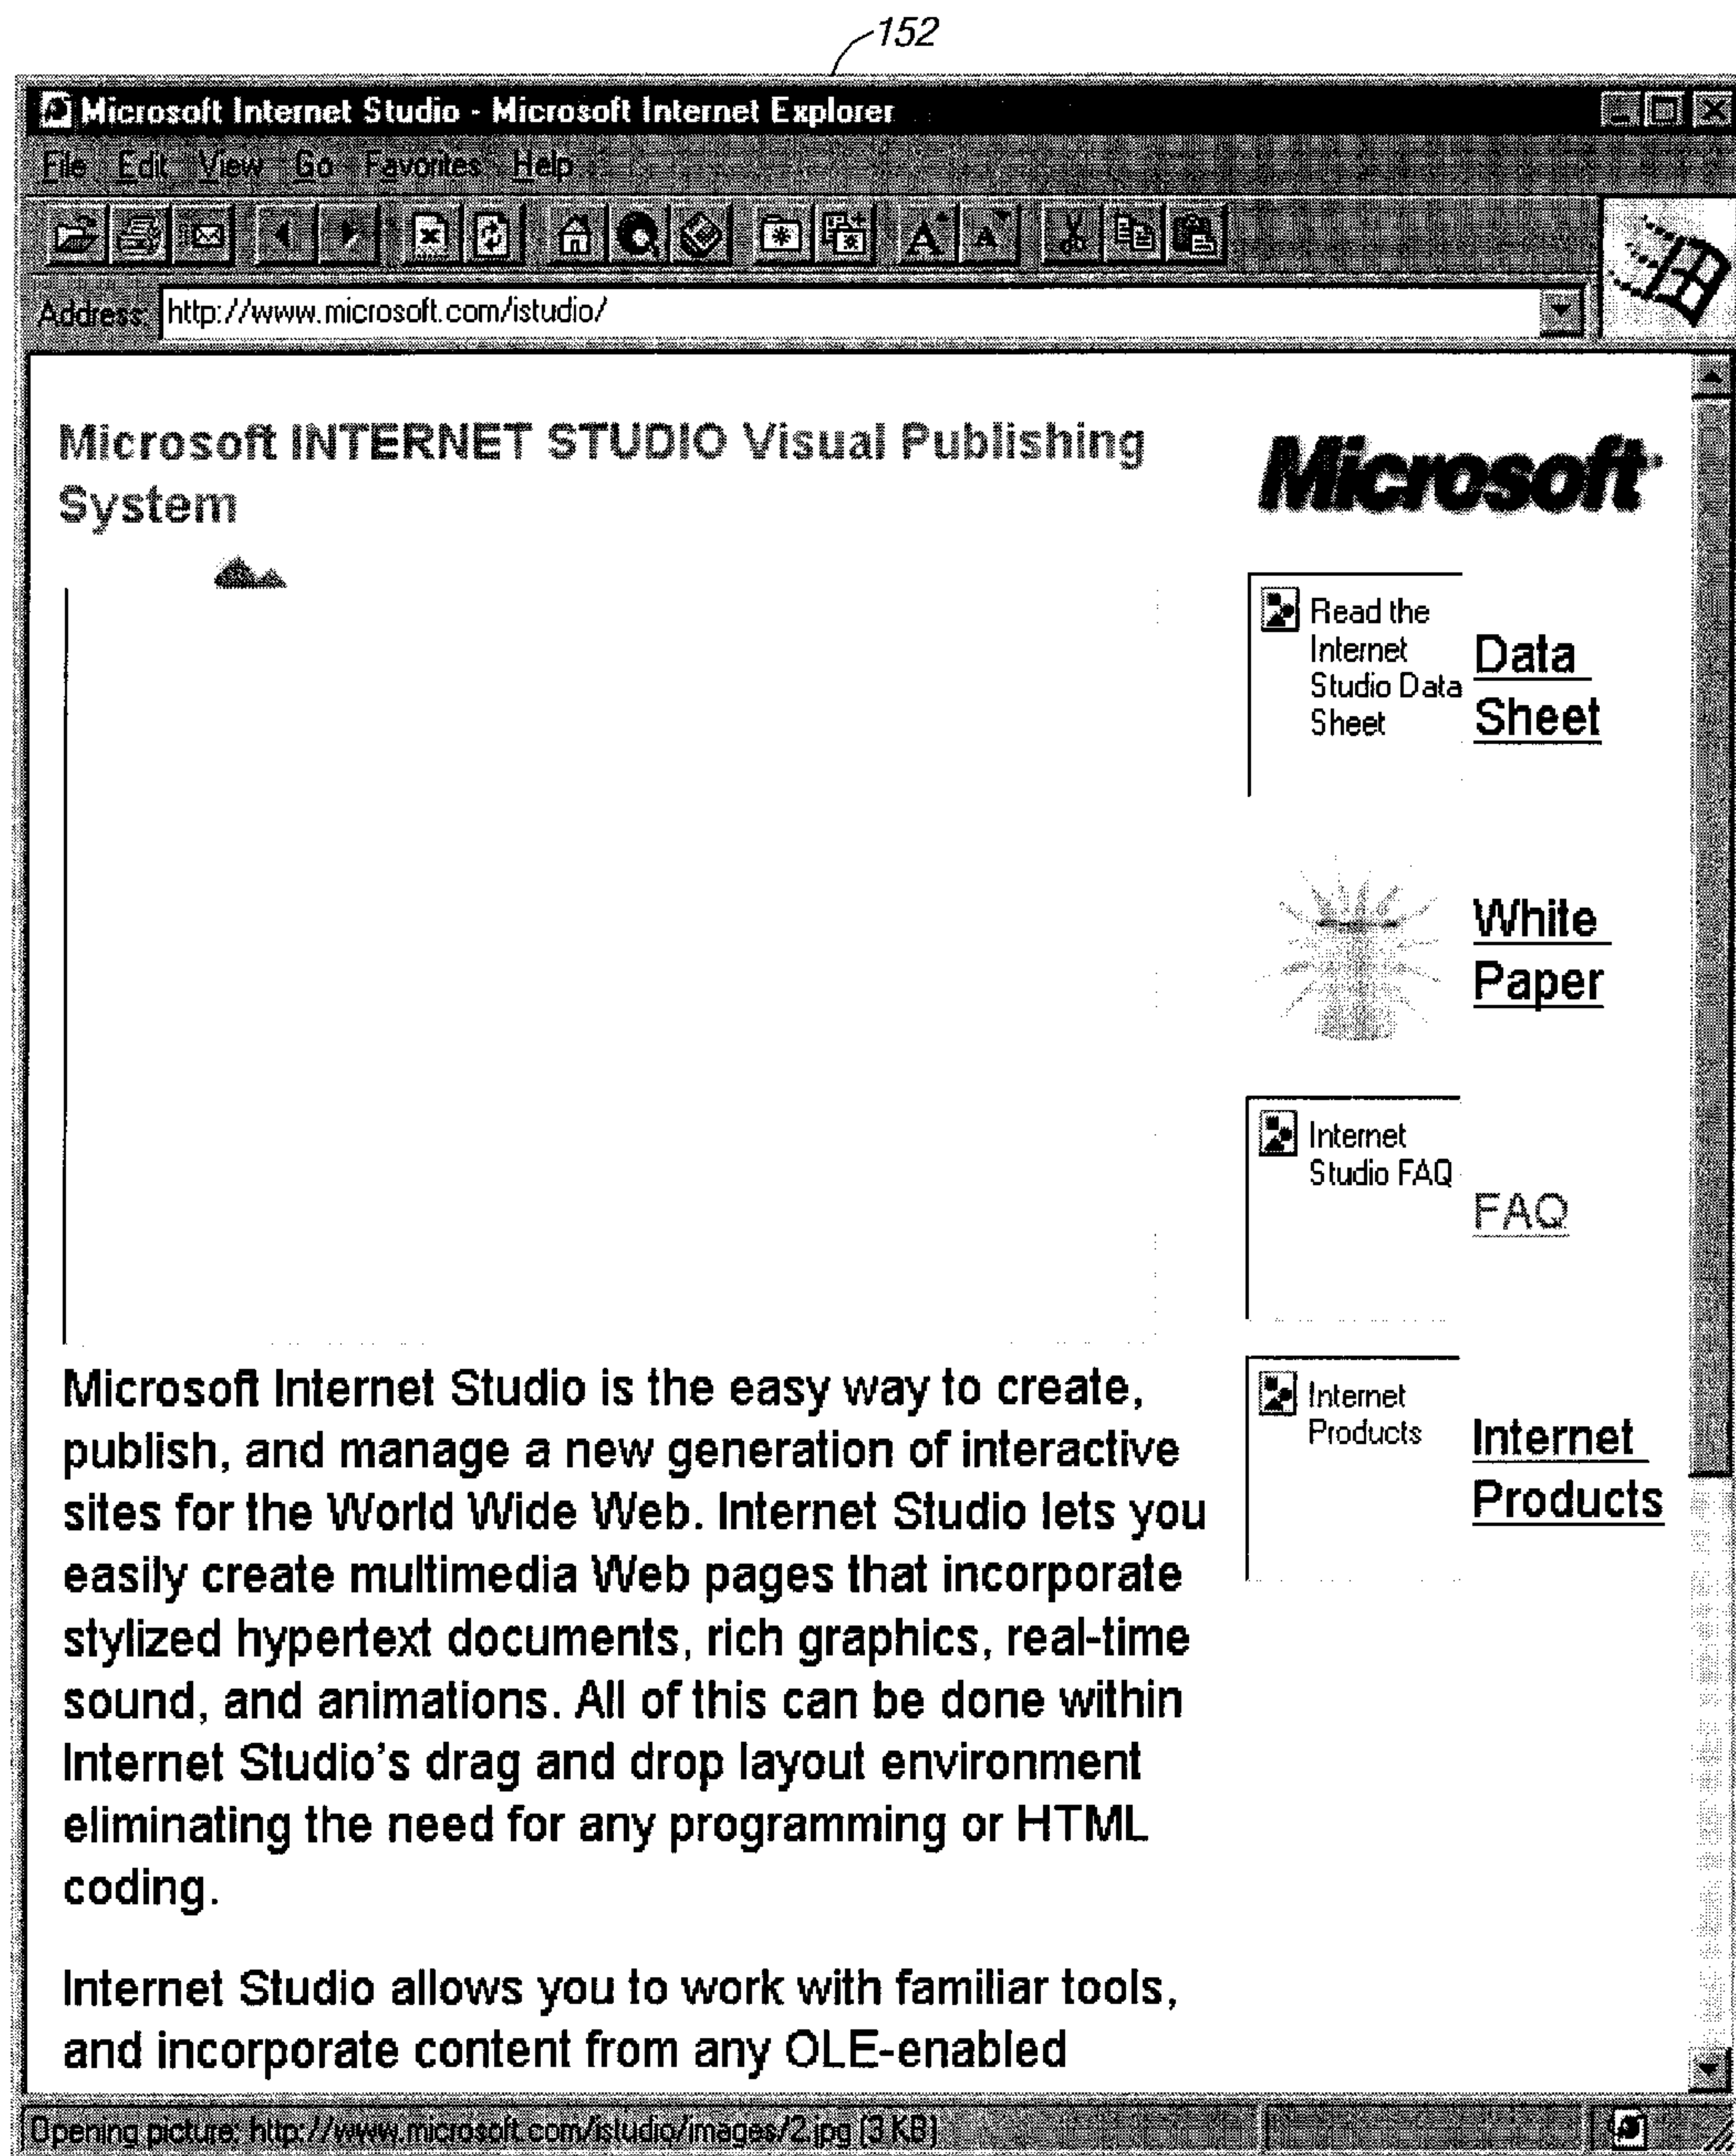 152
Microsoft Internet Studio - Microsoft Internet Explorer
File Edit View Go Favorites Help
Address: http://www.microsoft.com/istudio/
Microsoft INTERNET STUDIO Visual Publishing
System
Microsoft
Read the
Internet
Studio Data
Sheet
Data
Sheet
White
Paper
Internet
Studio FAQ
FAQ
Internet
Products
Internet
Products
Microsoft Internet Studio is the easy way to create,
publish, and manage a new generation of interactive
sites for the World Wide Web. Internet Studio lets you
easily create multimedia Web pages that incorporate
stylized hypertext documents, rich graphics, real-time
sound, and animations. All of this can be done within
Internet Studio's drag and drop layout environment
eliminating the need for any programming or HTML
coding.
Internet Studio allows you to work with familiar tools,
and incorporate content from any OLE-enabled
Opening picture: http://www.microsoft.com/istudio/images/2.jpg (3 KB)